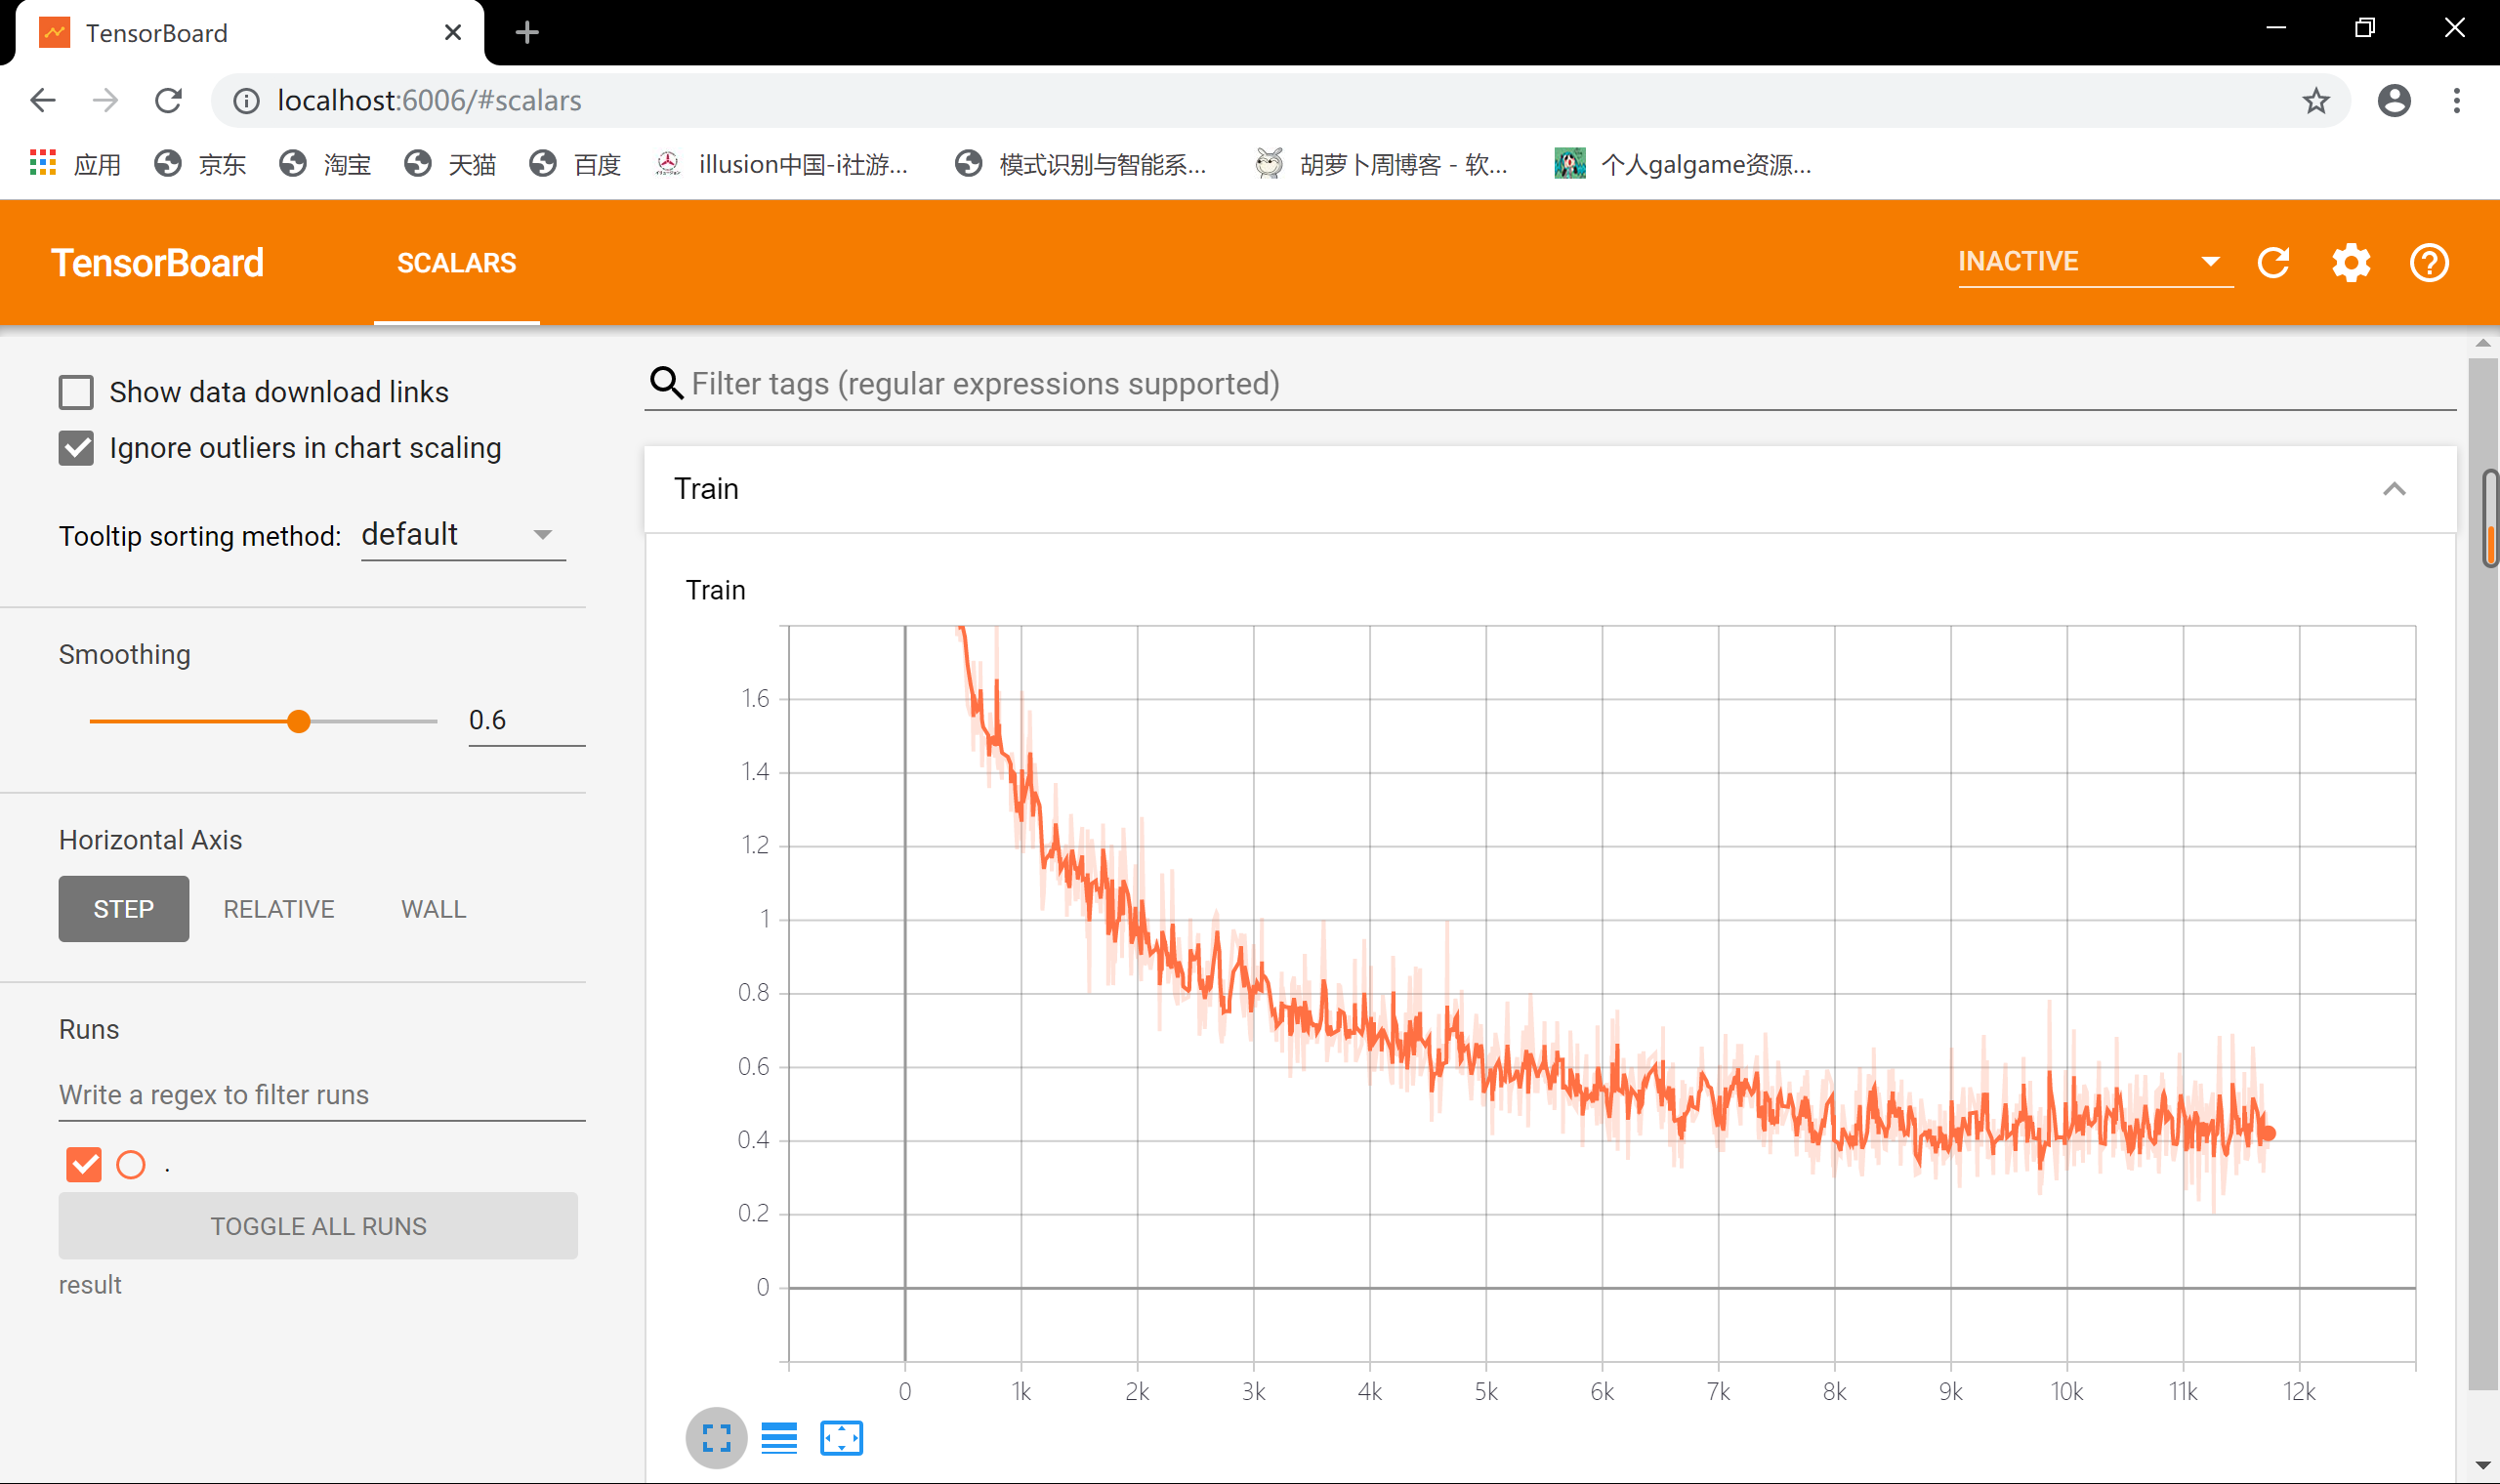 TensorBoard
localhost:6006/#scalars
应用 京东 淘宝 天猫 百度 illusion中国-i社游... 模式识别与智能系... 胡萝卜周博客 - 软... 个人galgame资源...
TensorBoard SCALARS INACTIVE
Show data download links
Ignore outliers in chart scaling
Tooltip sorting method: default
Smoothing
0.6
Horizontal Axis
STEP RELATIVE WALL
Runs
Write a regex to filter runs
.
TOGGLE ALL RUNS
result
Filter tags (regular expressions supported)
Train
Train
1.6
1.4
1.2
1
0.8
0.6
0.4
0.2
0
0 1k 2k 3k 4k 5k 6k 7k 8k 9k 10k 11k 12k